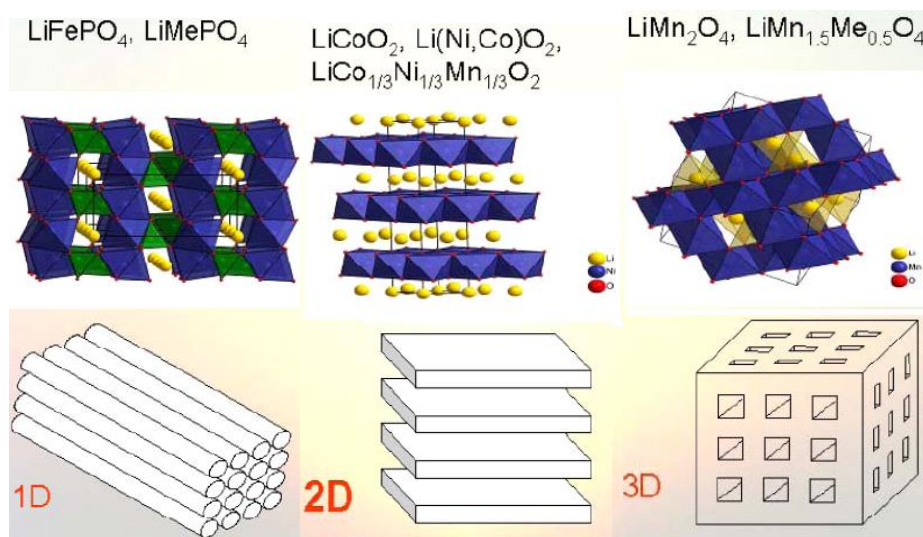 LiFePO₄, LiMePO₄
LiCoO₂, Li(Ni,Co)O₂,
LiCo₁/₃Ni₁/₃Mn₁/₃O₂
LiMn₂O₄, LiMn₁.₅Me₀.₅O₄
Li
Ni
O
Li
Mn
O
1D
2D
3D